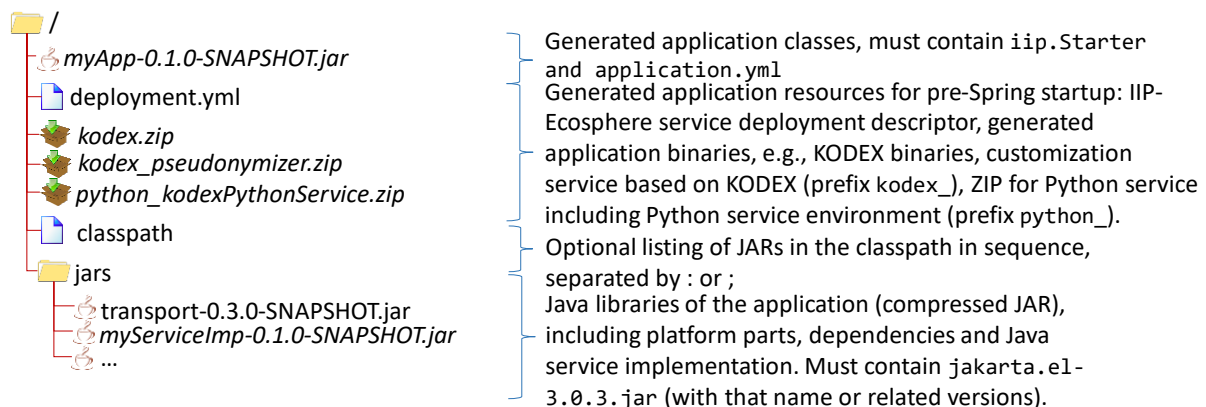 /
myApp-0.1.0-SNAPSHOT.jar
deployment.yml
kodex.zip
kodex_pseudonymizer.zip
python_kodexPythonService.zip
classpath
jars
transport-0.3.0-SNAPSHOT.jar
myServiceImp-0.1.0-SNAPSHOT.jar
...
Generated application classes, must contain iip.Starter
and application.yml
Generated application resources for pre-Spring startup: IIP-
Ecosphere service deployment descriptor, generated
application binaries, e.g., KODEX binaries, customization
service based on KODEX (prefix kodex_), ZIP for Python service
including Python service environment (prefix python_).
Optional listing of JARs in the classpath in sequence,
separated by : or ;
Java libraries of the application (compressed JAR),
including platform parts, dependencies and Java
service implementation. Must contain jakarta.el-
3.0.3.jar (with that name or related versions).